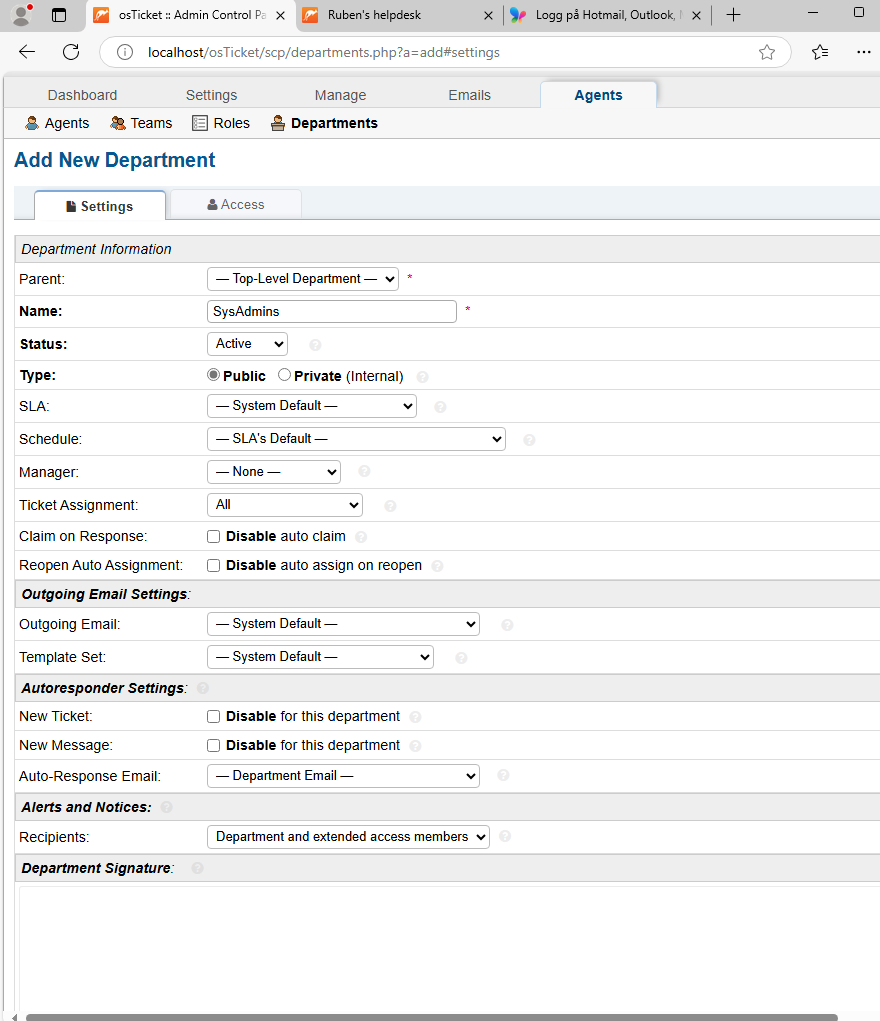 osTicket :: Admin Control Pa
Ruben's helpdesk
Logg på Hotmail, Outlook,
localhost/osTicket/scp/departments.php?a=add#settings
Dashboard Settings Manage Emails Agents
Agents Teams Roles Departments
Add New Department
Settings Access
Department Information
Parent: — Top-Level Department — *
Name: SysAdmins *
Status: Active ?
Type: Public Private (Internal) ?
SLA: — System Default — ?
Schedule: — SLA's Default — ?
Manager: — None — ?
Ticket Assignment: All ?
Claim on Response: Disable auto claim ?
Reopen Auto Assignment: Disable auto assign on reopen ?
Outgoing Email Settings:
Outgoing Email: — System Default — ?
Template Set: — System Default — ?
Autoresponder Settings: ?
New Ticket: Disable for this department ?
New Message: Disable for this department ?
Auto-Response Email: — Department Email — ?
Alerts and Notices: ?
Recipients: Department and extended access members ?
Department Signature: ?